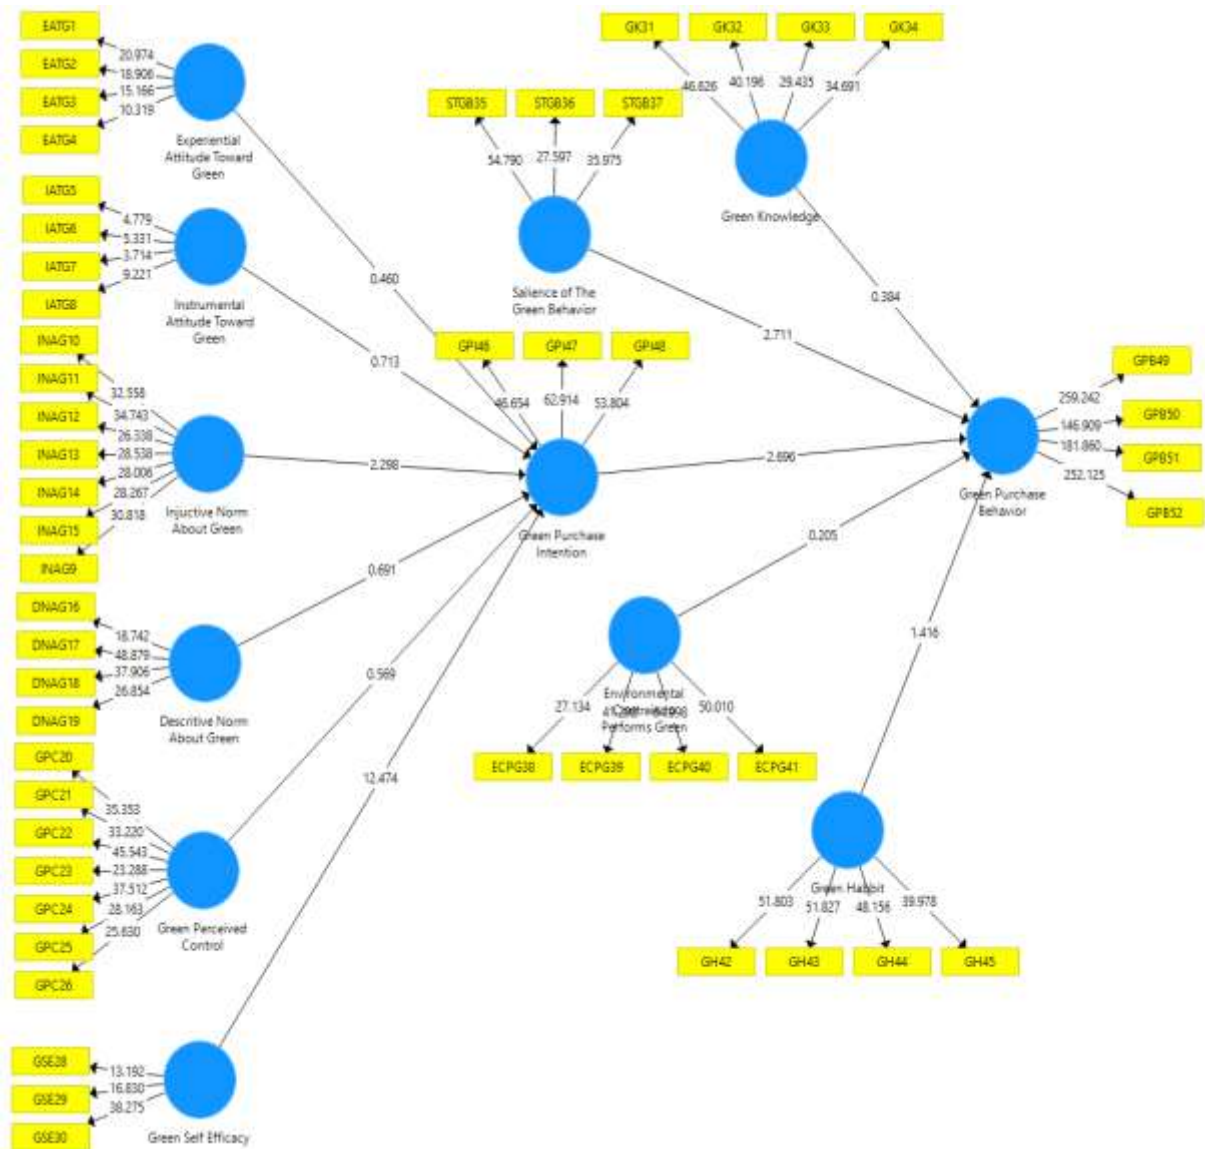 EATG1
EATG2
EATG3
EATG4
20.974
18.906
15.166
10.319
Experiential
Attitude Toward
Green
IATG5
IATG6
IATG7
IATG8
4.779
5.331
3.714
9.221
Instrumental
Attitude Toward
Green
INAG10
INAG11
INAG12
INAG13
INAG14
INAG15
INAG9
32.558
34.743
26.338
28.538
28.006
28.267
30.818
Injuctive Norm
About Green
DNAG16
DNAG17
DNAG18
DNAG19
18.742
48.879
37.906
26.854
Descritive Norm
About Green
GPC20
GPC21
GPC22
GPC23
GPC24
GPC25
GPC26
35.353
33.220
45.543
23.288
37.512
28.163
25.630
Green Perceived
Control
GSE28
GSE29
GSE30
13.192
16.830
38.275
Green Self Efficacy
0.460
0.713
2.298
0.691
0.569
12.474
GPI46
GPI47
GPI48
46.654
62.914
53.804
Green Purchase
Intention
STGB35
STGB36
STGB37
54.790
27.597
35.975
Salience of The
Green Behavior
GK31
GK32
GK33
GK34
46.626
40.196
29.435
34.691
Green Knowledge
0.384
2.711
2.696
0.205
1.416
GPB49
GPB50
GPB51
GPB52
259.242
146.909
181.860
252.125
Green Purchase
Behavior
Environmental
Performs Green
27.134
50.010
ECPG38
ECPG39
ECPG40
ECPG41
Green Habbit
51.803
51.827
48.156
39.978
GH42
GH43
GH44
GH45